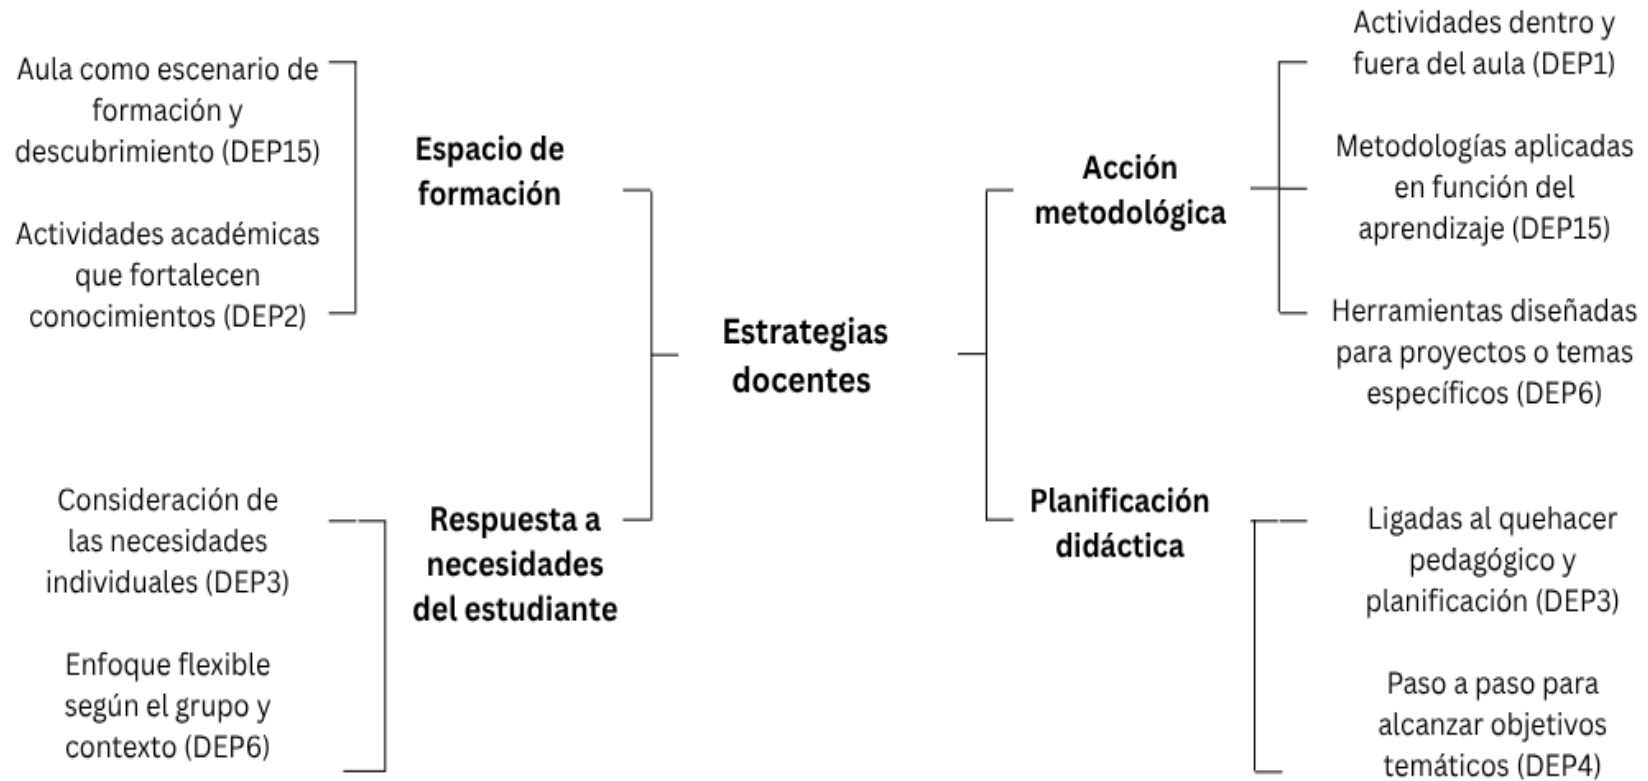 Aula como escenario de
formación y
descubrimiento (DEP15)
Actividades académicas
que fortalecen
conocimientos (DEP2)
Espacio de
formación
Consideración de
las necesidades
individuales (DEP3)
Enfoque flexible
según el grupo y
contexto (DEP6)
Respuesta a
necesidades
del estudiante
Estrategias
docentes
Acción
metodológica
Actividades dentro y
fuera del aula (DEP1)
Metodologías aplicadas
en función del
aprendizaje (DEP15)
Herramientas diseñadas
para proyectos o temas
específicos (DEP6)
Planificación
didáctica
Ligadas al quehacer
pedagógico y
planificación (DEP3)
Paso a paso para
alcanzar objetivos
temáticos (DEP4)